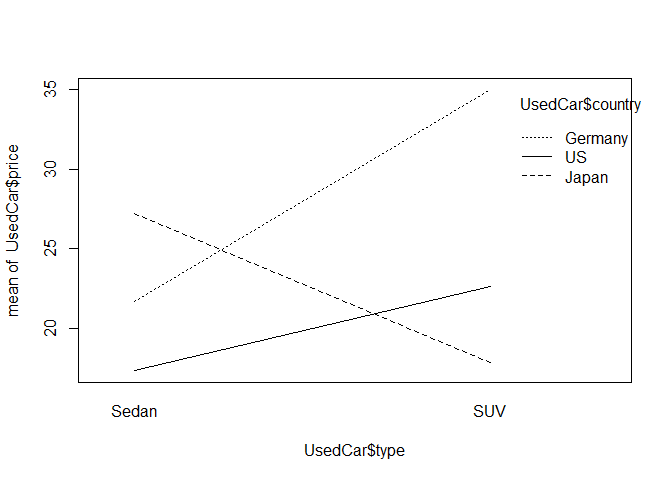 mean of  UsedCar$price
35
30
25
20
UsedCar$country
Germany
US
Japan
Sedan
SUV
UsedCar$type